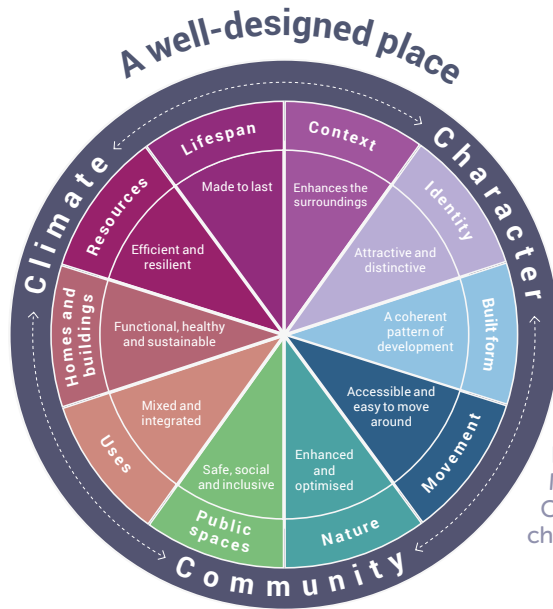 A well-designed place
Climate
Character
Community
Context
Enhances the
surroundings
Identity
Attractive and
distinctive
Built form
A coherent
pattern of
development
Movement
Accessible and
easy to move
around
Nature
Enhanced
and
optimised
Public
spaces
Safe, social
and inclusive
Uses
Mixed and
integrated
Homes and
buildings
Functional, healthy
and sustainable
Resources
Efficient and
resilient
Lifespan
Made to last